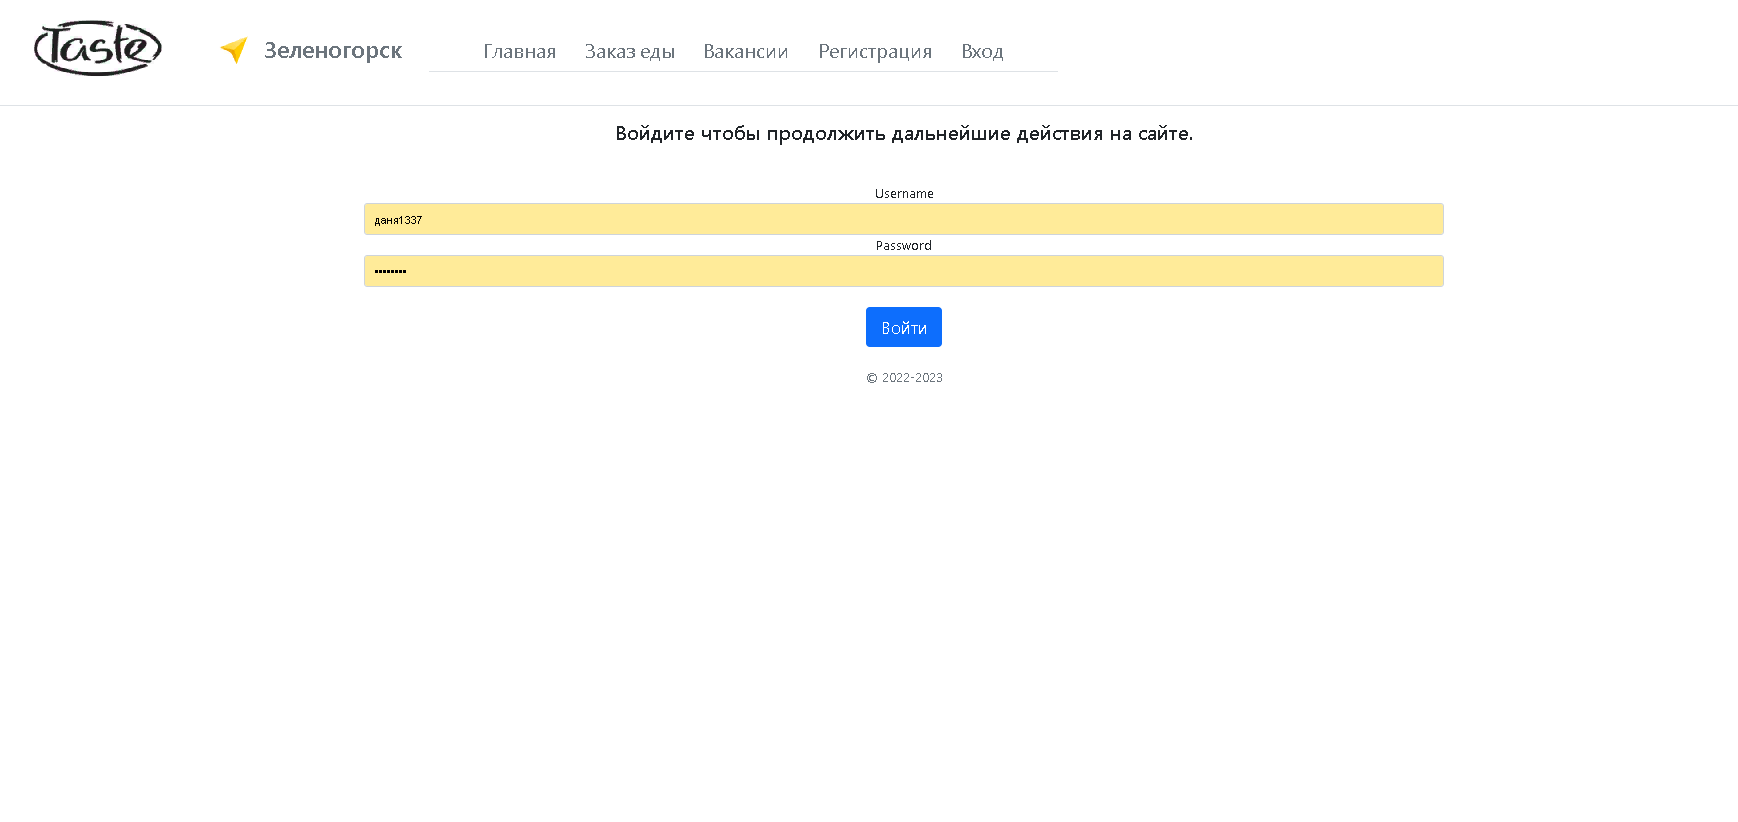 Taste
Зеленогорск
Главная Заказ еды Вакансии Регистрация Вход
Войдите чтобы продолжить дальнейшие действия на сайте.
Username
даня1337
Password
••••••••
Войти
© 2022-2023